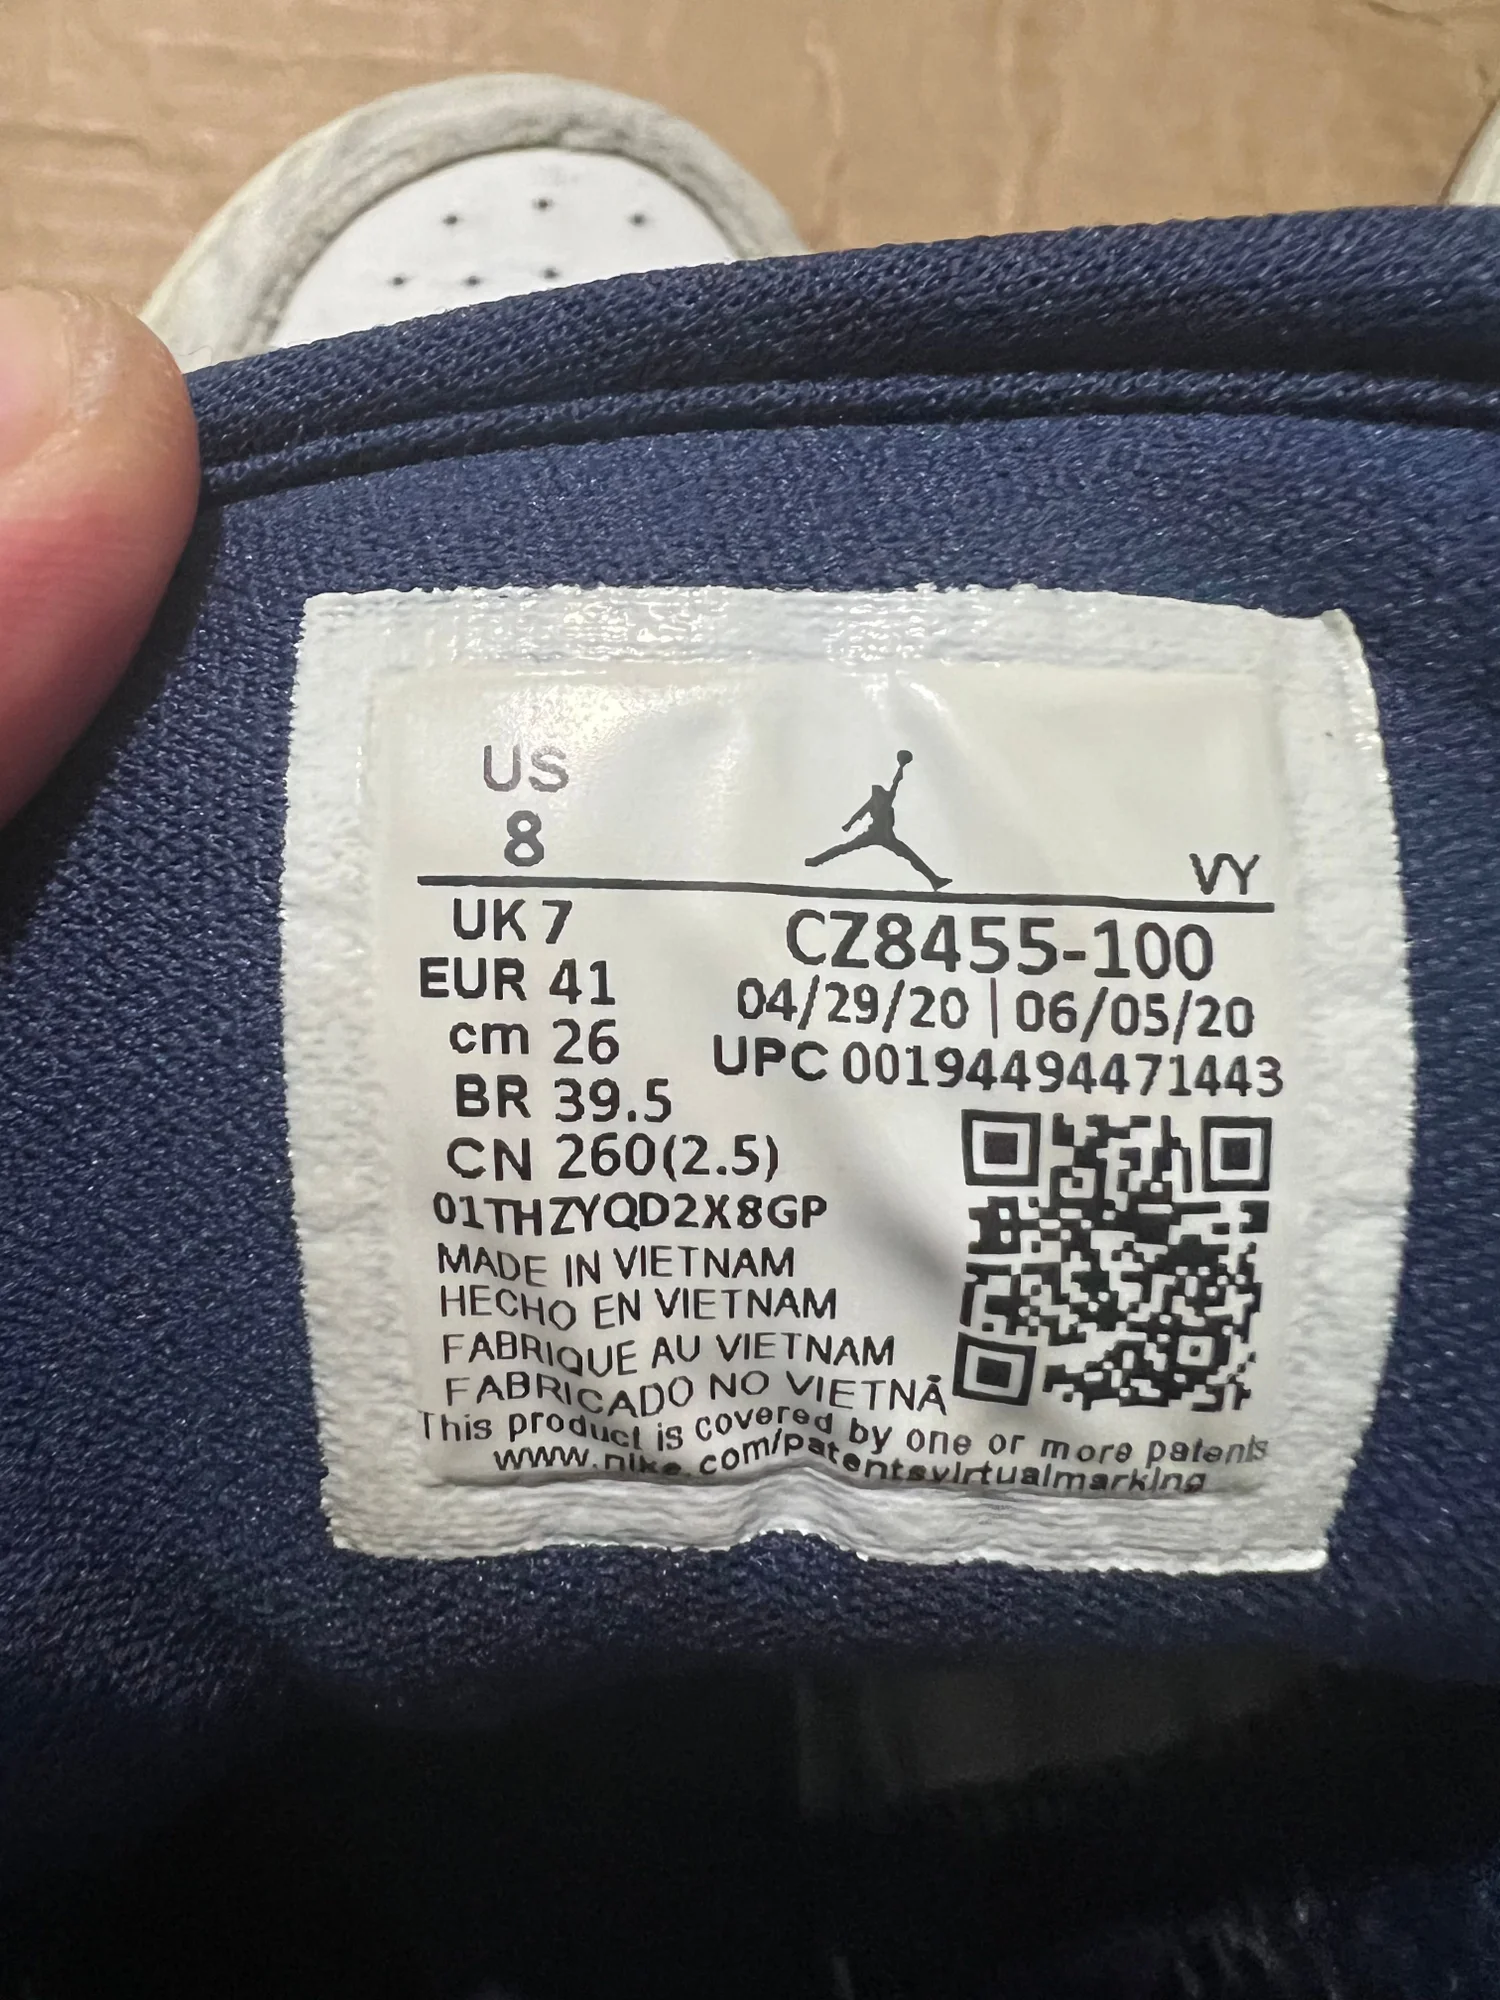 US
8
VY
UK 7
EUR 41
cm 26
BR 39.5
CN 260(2.5)
CZ8455-100
04/29/20 | 06/05/20
UPC 00194494471443
01THZYQD2X8GP
MADE IN VIETNAM
HECHO EN VIETNAM
FABRIQUE AU VIETNAM
FABRICADO NO VIETNÃ
This product is covered by one or more patents
www.nike.com/patentsvirtualmarking